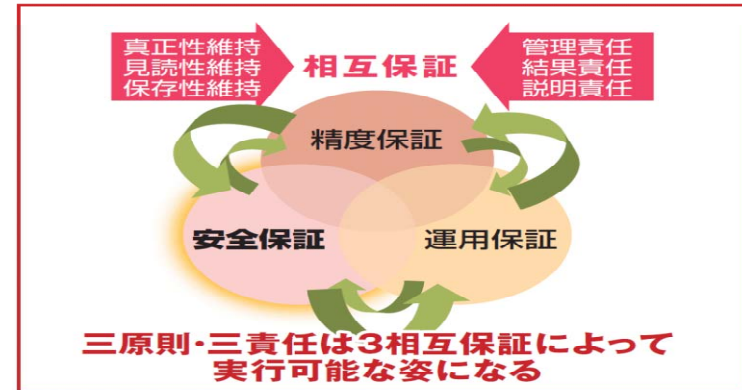 真正性維持
見読性維持
保存性維持
相互保証
管理責任
結果責任
説明責任
精度保証
安全保証
運用保証
三原則・三責任は3相互保証によって
実行可能な姿になる